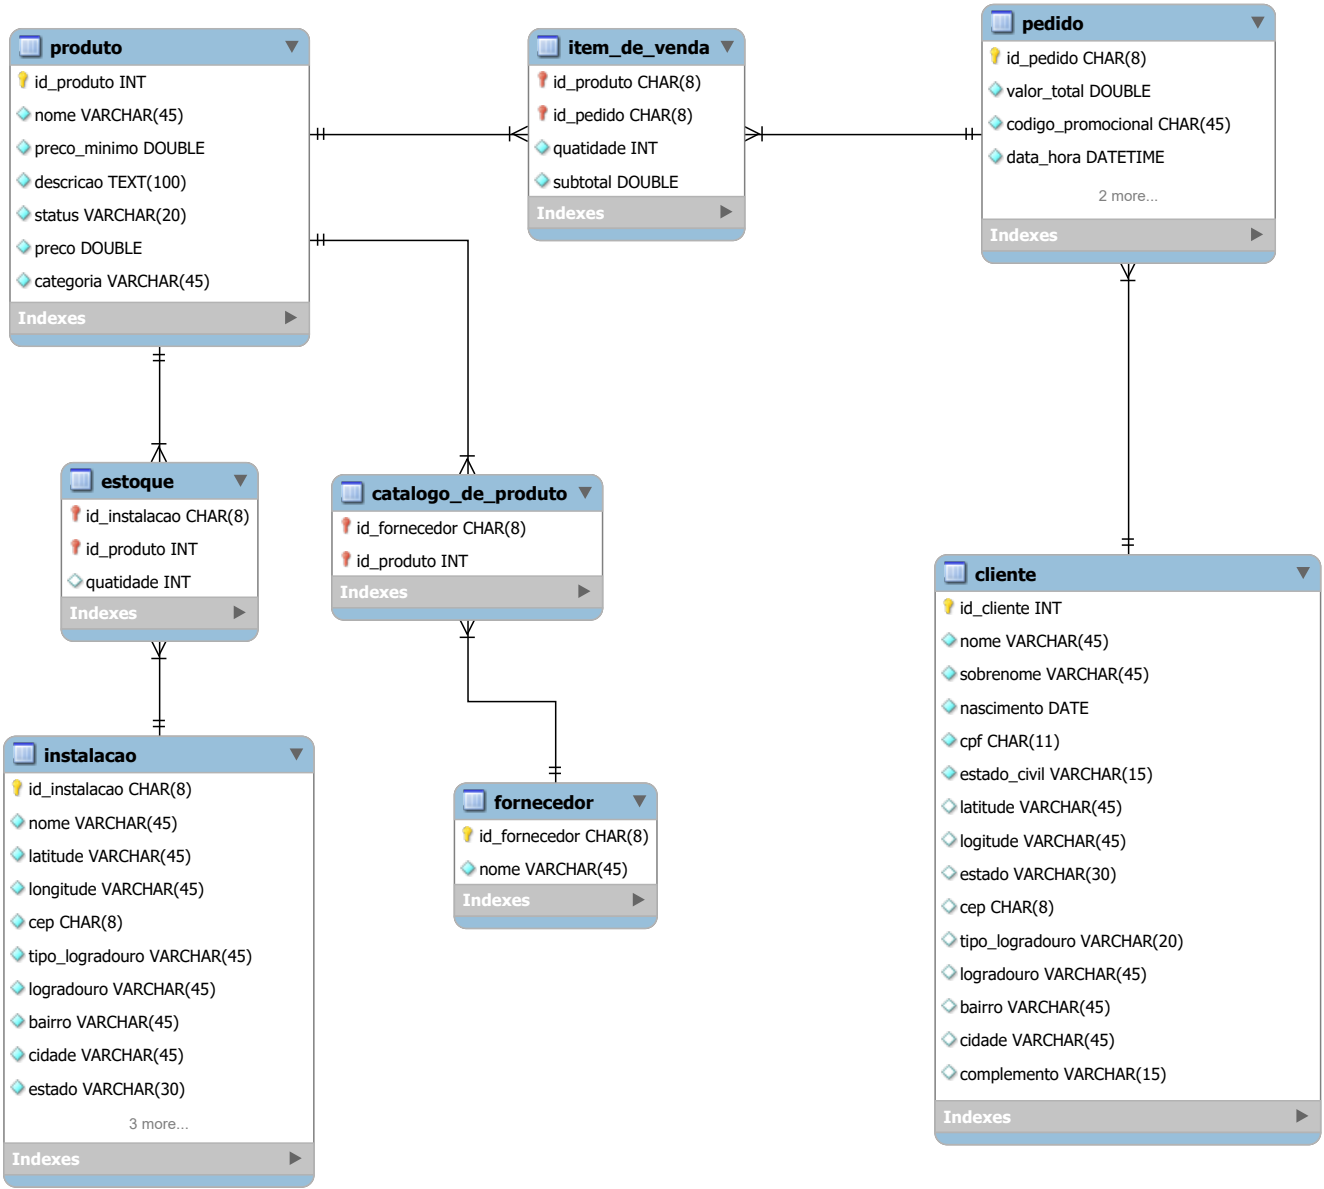 produto
id_produto INT
nome VARCHAR(45)
preco_minimo DOUBLE
descricao TEXT(100)
status VARCHAR(20)
preco DOUBLE
categoria VARCHAR(45)
Indexes
item_de_venda
id_produto CHAR(8)
id_pedido CHAR(8)
quatidade INT
subtotal DOUBLE
Indexes
pedido
id_pedido CHAR(8)
valor_total DOUBLE
codigo_promocional CHAR(45)
data_hora DATETIME
2 more...
Indexes
estoque
id_instalacao CHAR(8)
id_produto INT
quatidade INT
Indexes
catalogo_de_produto
id_fornecedor CHAR(8)
id_produto INT
Indexes
cliente
id_cliente INT
nome VARCHAR(45)
sobrenome VARCHAR(45)
nascimento DATE
cpf CHAR(11)
estado_civil VARCHAR(15)
latitude VARCHAR(45)
logitude VARCHAR(45)
estado VARCHAR(30)
cep CHAR(8)
tipo_logradouro VARCHAR(20)
logradouro VARCHAR(45)
bairro VARCHAR(45)
cidade VARCHAR(45)
complemento VARCHAR(15)
Indexes
instalacao
id_instalacao CHAR(8)
nome VARCHAR(45)
latitude VARCHAR(45)
longitude VARCHAR(45)
cep CHAR(8)
tipo_logradouro VARCHAR(45)
logradouro VARCHAR(45)
bairro VARCHAR(45)
cidade VARCHAR(45)
estado VARCHAR(30)
3 more...
Indexes
fornecedor
id_fornecedor CHAR(8)
nome VARCHAR(45)
Indexes